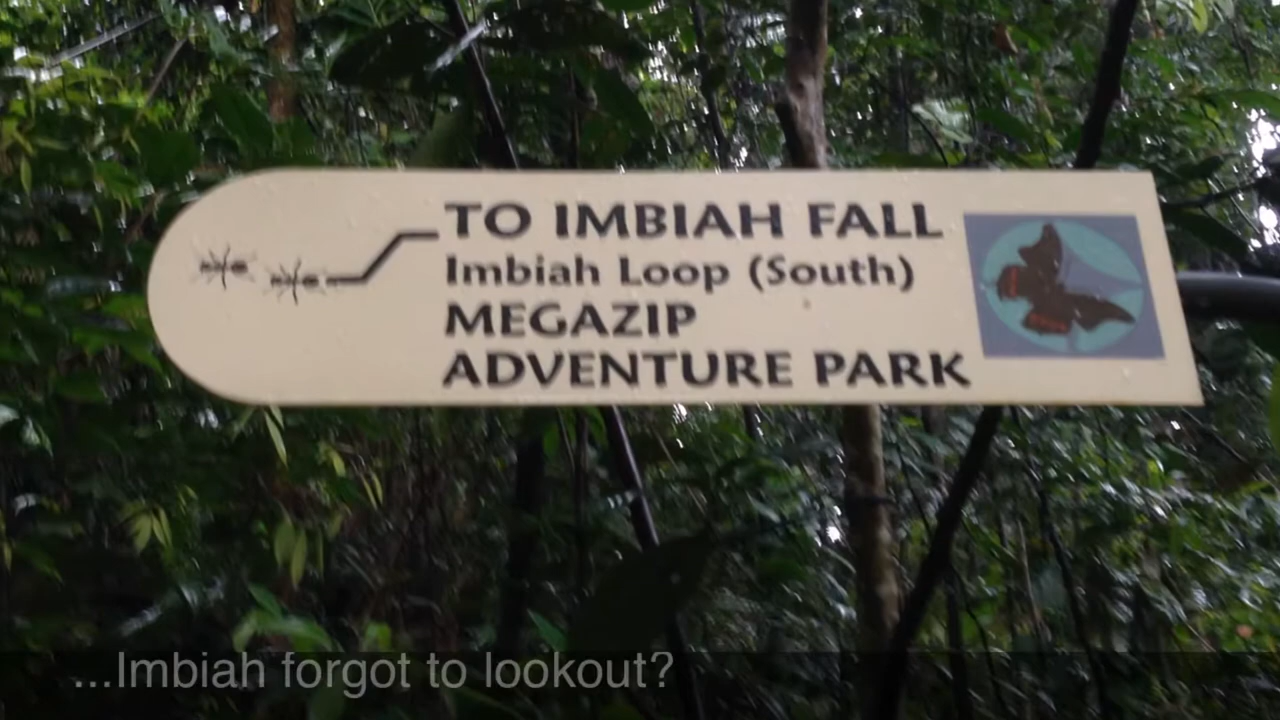 TO IMBIAH FALL
Imbiah Loop (South)
MEGAZIP
ADVENTURE PARK
...Imbiah forgot to lookout?